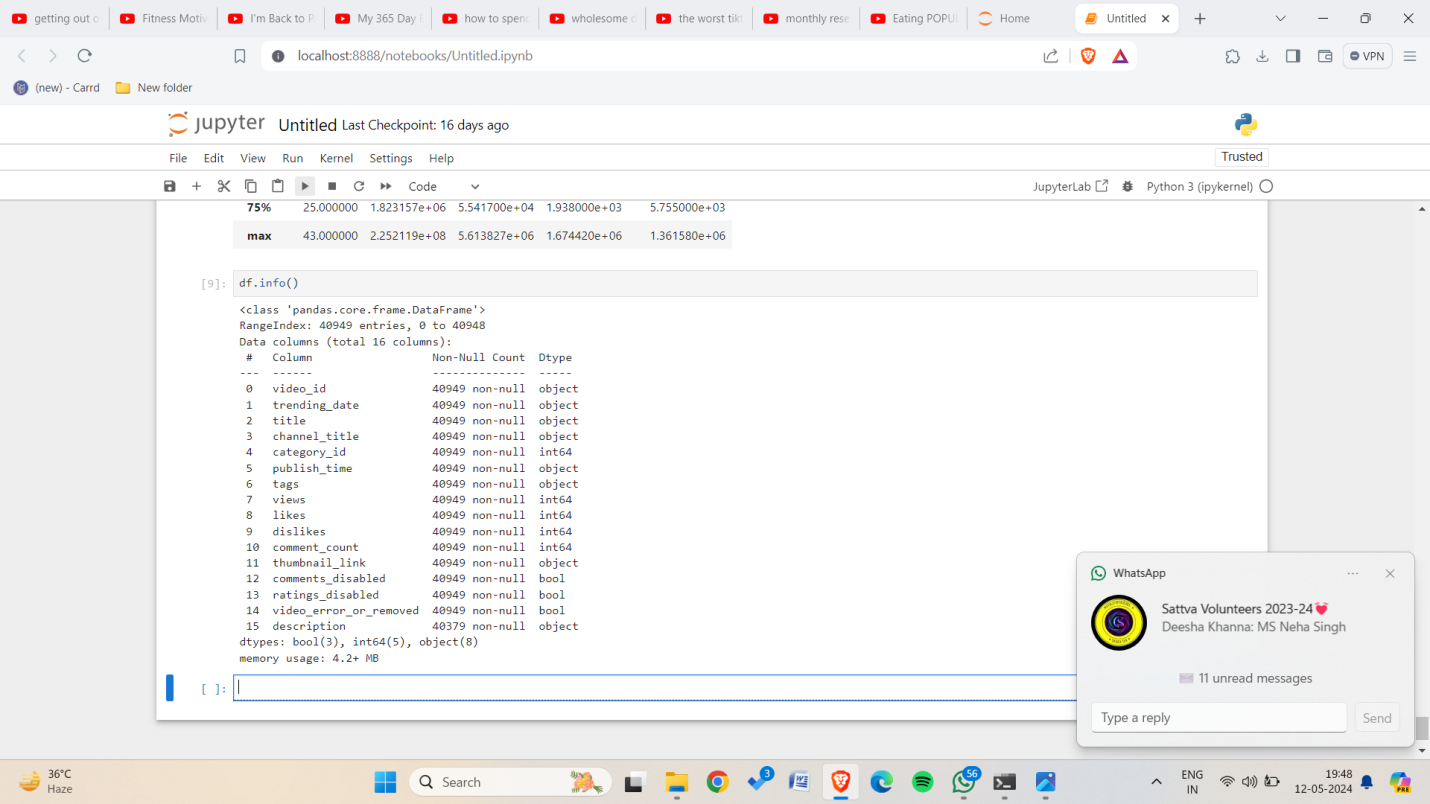 getting out o
Fitness Motiv
I'm Back to P
My 365 Day
how to spend
wholesome d
the worst tikt
monthly rese
Eating POPU
Home
Untitled
localhost:8888/notebooks/Untitled.ipynb
VPN
(new) - Carrd
New folder
jupyter Untitled Last Checkpoint: 16 days ago
File Edit View Run Kernel Settings Help
Trusted
Code
JupyterLab
Python 3 (ipykernel)
75% 25.000000 1.823157e+06 5.541700e+04 1.938000e+03 5.755000e+03
max 43.000000 2.252119e+08 5.613827e+06 1.674420e+06 1.361580e+06
[9]: df.info()
<class 'pandas.core.frame.DataFrame'>
RangeIndex: 40949 entries, 0 to 40948
Data columns (total 16 columns):
# Column Non-Null Count Dtype
--- ------ -------------- -----
0 video_id 40949 non-null object
1 trending_date 40949 non-null object
2 title 40949 non-null object
3 channel_title 40949 non-null object
4 category_id 40949 non-null int64
5 publish_time 40949 non-null object
6 tags 40949 non-null object
7 views 40949 non-null int64
8 likes 40949 non-null int64
9 dislikes 40949 non-null int64
10 comment_count 40949 non-null int64
11 thumbnail_link 40949 non-null object
12 comments_disabled 40949 non-null bool
13 ratings_disabled 40949 non-null bool
14 video_error_or_removed 40949 non-null bool
15 description 40379 non-null object
dtypes: bool(3), int64(5), object(8)
memory usage: 4.2+ MB
[ ]:
WhatsApp
Sattva Volunteers 2023-24💓
Deesha Khanna: MS Neha Singh
✉️ 11 unread messages
Type a reply
Send
36°C
Haze
Search
3
56
ENG
IN
19:48
12-05-2024
PRE